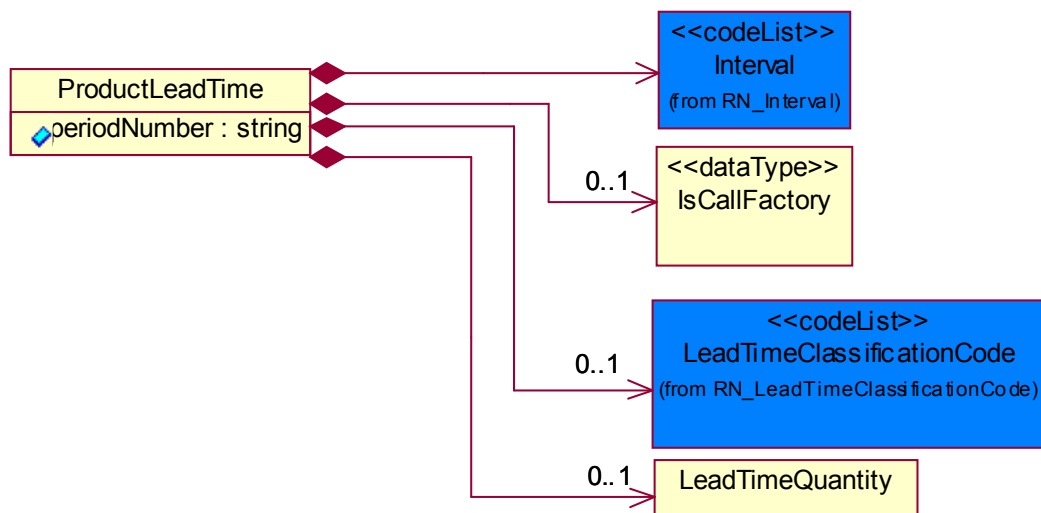 ProductLeadTime
periodNumber : string
<<codeList>>
Interval
(from RN_Interval)
<<dataType>>
IsCallFactory
0..1
<<codeList>>
LeadTimeClassificationCode
(from RN_LeadTimeClassificationCode)
0..1
LeadTimeQuantity
0..1